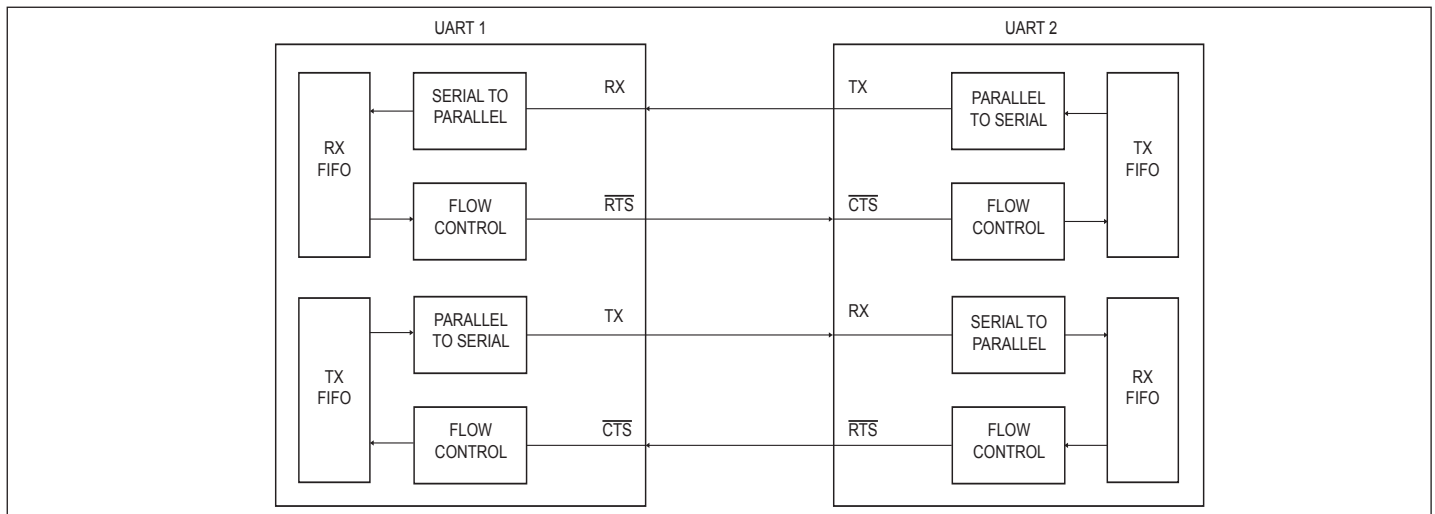 UART 1
UART 2
RX
TX
SERIAL TO
PARALLEL
PARALLEL
TO SERIAL
RX
FIFO
TX
FIFO
RTS
CTS
FLOW
CONTROL
FLOW
CONTROL
TX
RX
PARALLEL
TO SERIAL
SERIAL TO
PARALLEL
TX
FIFO
RX
FIFO
CTS
RTS
FLOW
CONTROL
FLOW
CONTROL